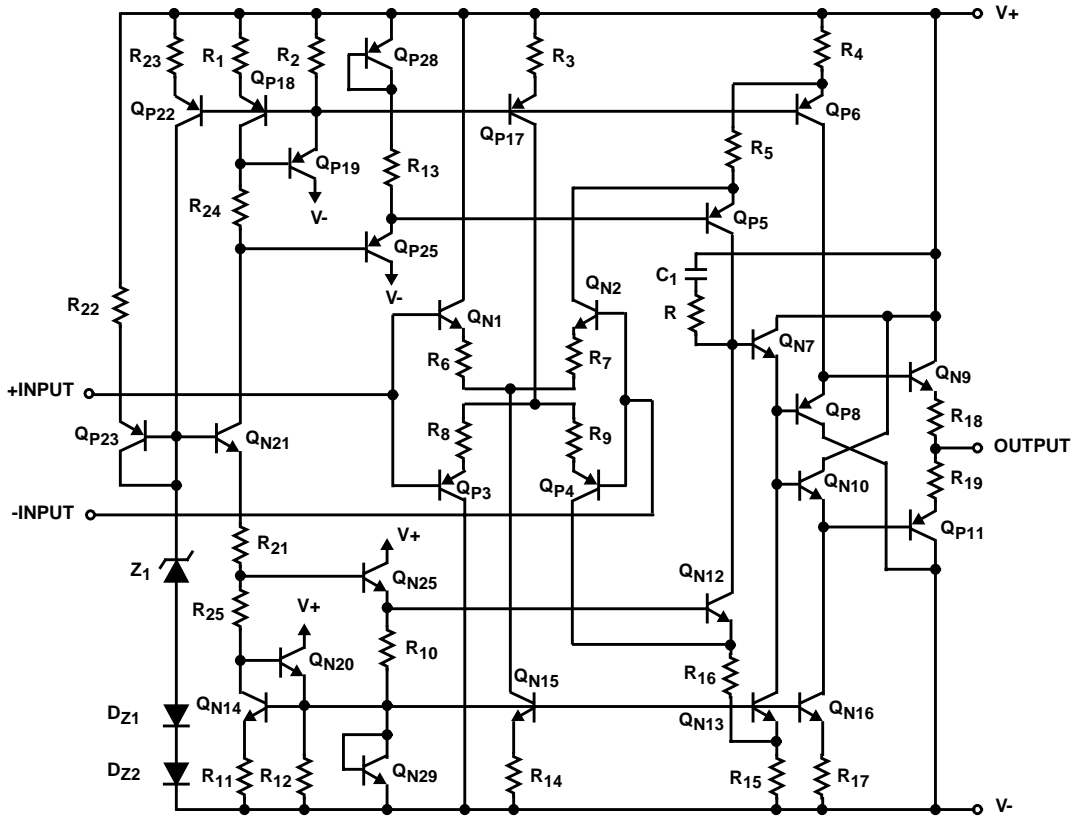 V+
R23
R1
R2
QP28
R3
R4
QP18
QP22
QP17
QP6
QP19
R13
R5
R24
V-
QP25
QP5
V-
C1
QN2
R22
QN1
R
QN7
R6
R7
QN9
+INPUT
QP8
R18
QP23
QN21
R8
R9
OUTPUT
QP3
QP4
QN10
R19
-INPUT
QP11
R21
V+
Z1
QN25
QN12
R25
V+
R10
QN20
R16
QN15
QN14
DZ1
QN13
QN16
DZ2
R11
R12
QN29
R14
R15
R17
V-